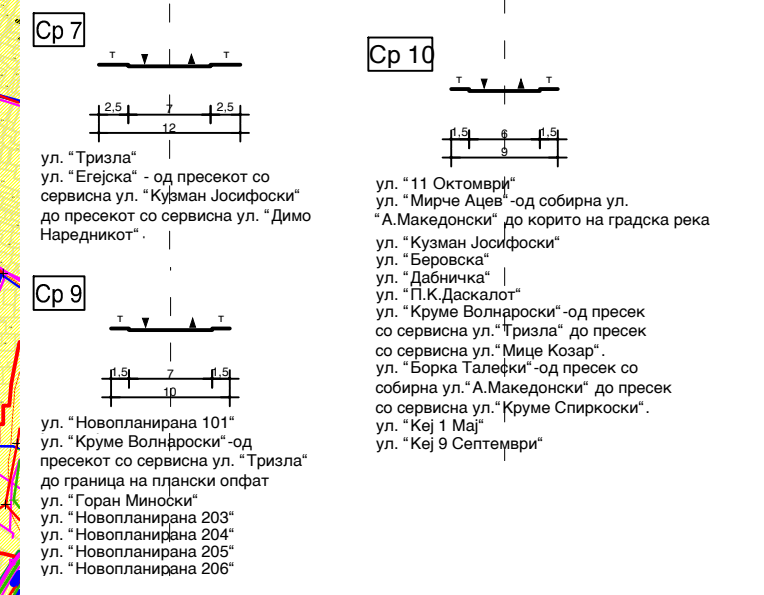 Ср 7
т т
2,5 7 2,5
12
ул. “Тризла“
ул. “Егејска“ - од пресекот со
сервисна ул. “Кузман Јосифоски“
до пресекот со сервисна ул. “Димо
Наредникот“.
Ср 9
т т
1,5 7 1,5
10
ул. “Новопланирана 101“
ул. “Круме Волнароски“-од
пресекот со сервисна ул. “Тризла“
до граница на плански опфат
ул. “Горан Миноски“
ул. “Новопланирана 203“
ул. “Новопланирана 204“
ул. “Новопланирана 205“
ул. “Новопланирана 206“
Ср 10
т т
1,5 6 1,5
9
ул. “11 Октомври“
ул. “Мирче Ацев“-од собирна ул.
“А.Македонски“ до корито на градска река
ул. “Кузман Јосифоски“
ул. “Беровска“
ул. “Дабничка“
ул. “П.К.Даскалот“
ул. “Круме Волнароски“-од пресек
со сервисна ул.“Тризла“ до пресек
со сервисна ул.“Мице Козар“.
ул. “Борка Талески“-од пресек со
собирна ул.“А.Македонски“ до пресек
со сервисна ул.“Круме Спиркоски“.
ул. “Кеј 1 Мај“
ул. “Кеј 9 Септември“